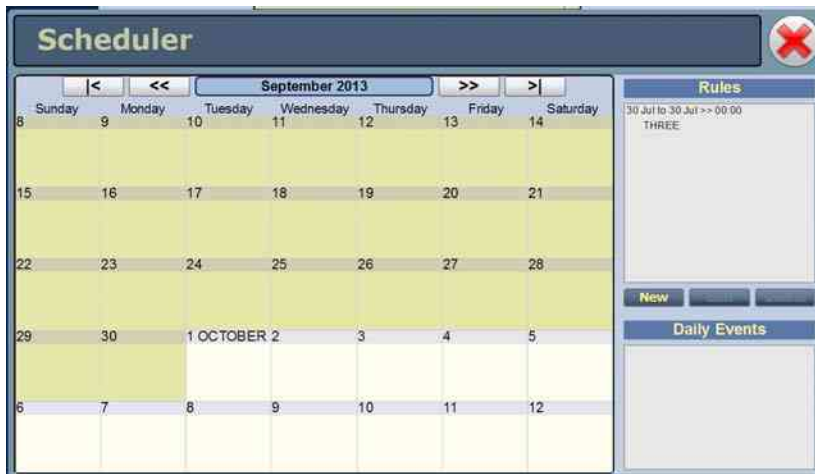 Scheduler
|< << September 2013 >> >|
Sunday Monday Tuesday Wednesday Thursday Friday Saturday
8 9 10 11 12 13 14
15 16 17 18 19 20 21
22 23 24 25 26 27 28
29 30 1 OCTOBER 2 3 4 5
6 7 8 9 10 11 12
Rules
30 Jul to 30 Jul >> 00:00
THREE
New
Daily Events